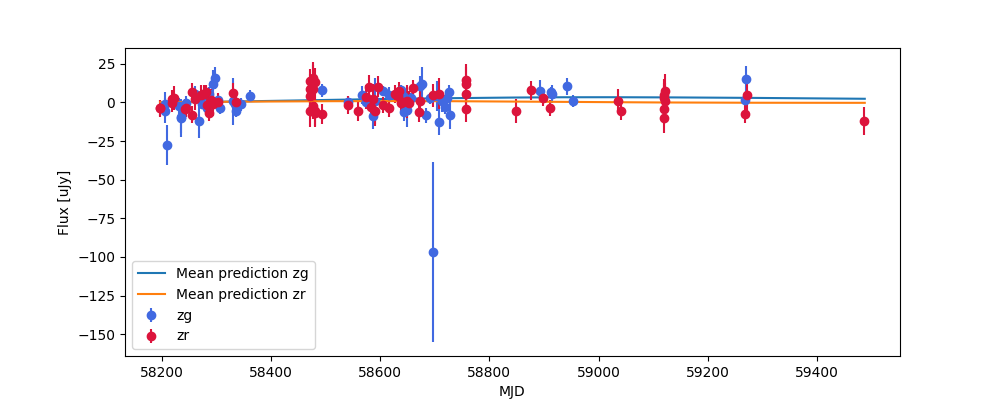 25
0
−25
−50
−75
−100
−125
−150
Flux [uJy]
Mean prediction zg
Mean prediction zr
zg
zr
58200 58400 58600 58800 59000 59200 59400
MJD